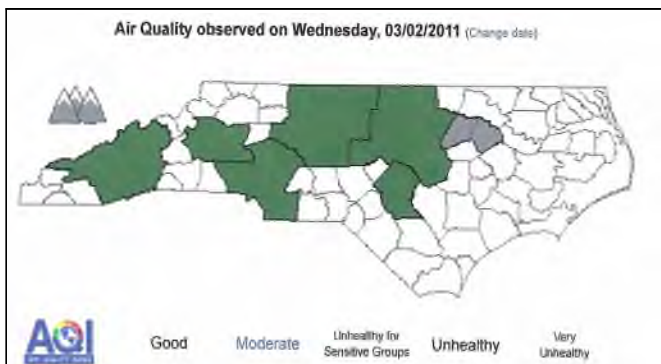 Air Quality observed on Wednesday, 03/02/2011 (Change date)
AQI
Good
Moderate
Unhealthy for
Sensitive Groups
Unhealthy
Very
Unhealthy